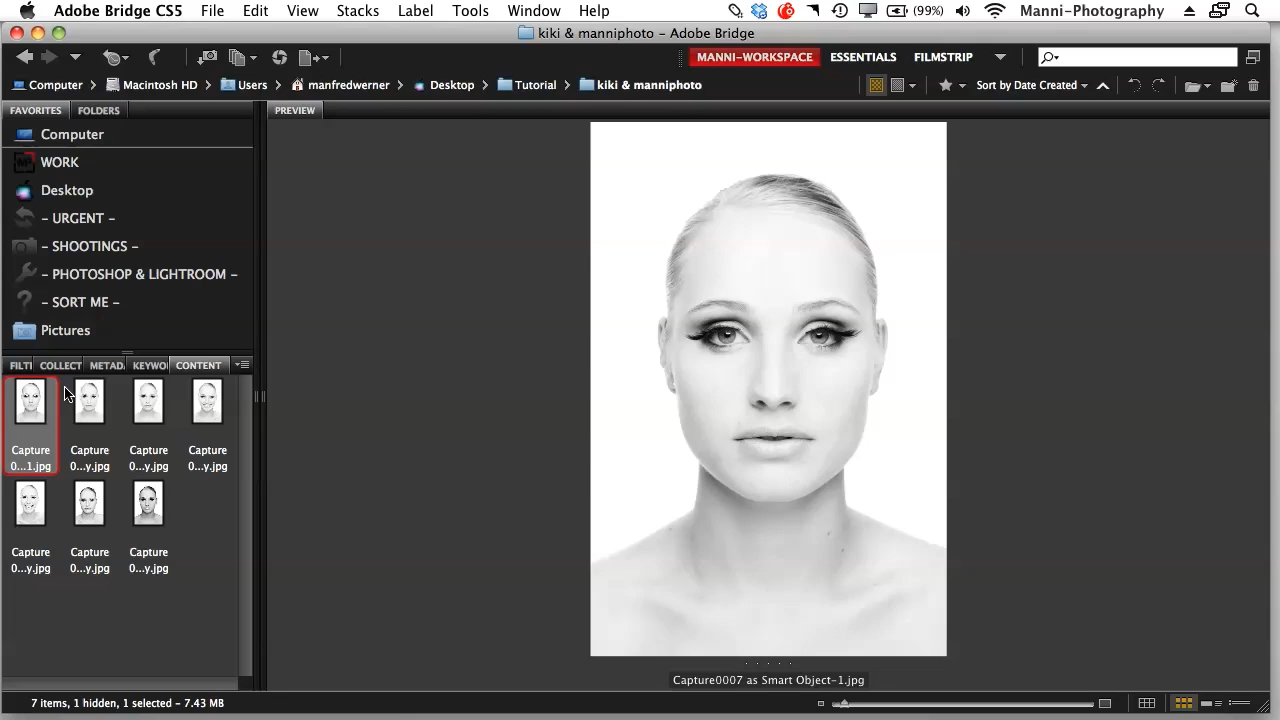 Adobe Bridge CS5 File Edit View Stacks Label Tools Window Help (99%) Manni-Photography
kiki & manniphoto – Adobe Bridge
MANNI-WORKSPACE ESSENTIALS FILMSTRIP
Computer Macintosh HD Users manfredwerner Desktop Tutorial kiki & manniphoto Sort by Date Created
FAVORITES FOLDERS PREVIEW
Computer
WORK
Desktop
- URGENT -
- SHOOTINGS -
- PHOTOSHOP & LIGHTROOM -
- SORT ME -
Pictures
FILTI COLLECT METAD. KEYWO CONTENT
Capture Capture Capture Capture
0...1.jpg 0...y.jpg 0...y.jpg 0...y.jpg
Capture Capture Capture
0...y.jpg 0...y.jpg 0...y.jpg
Capture0007 as Smart Object-1.jpg
7 items, 1 hidden, 1 selected – 7.43 MB